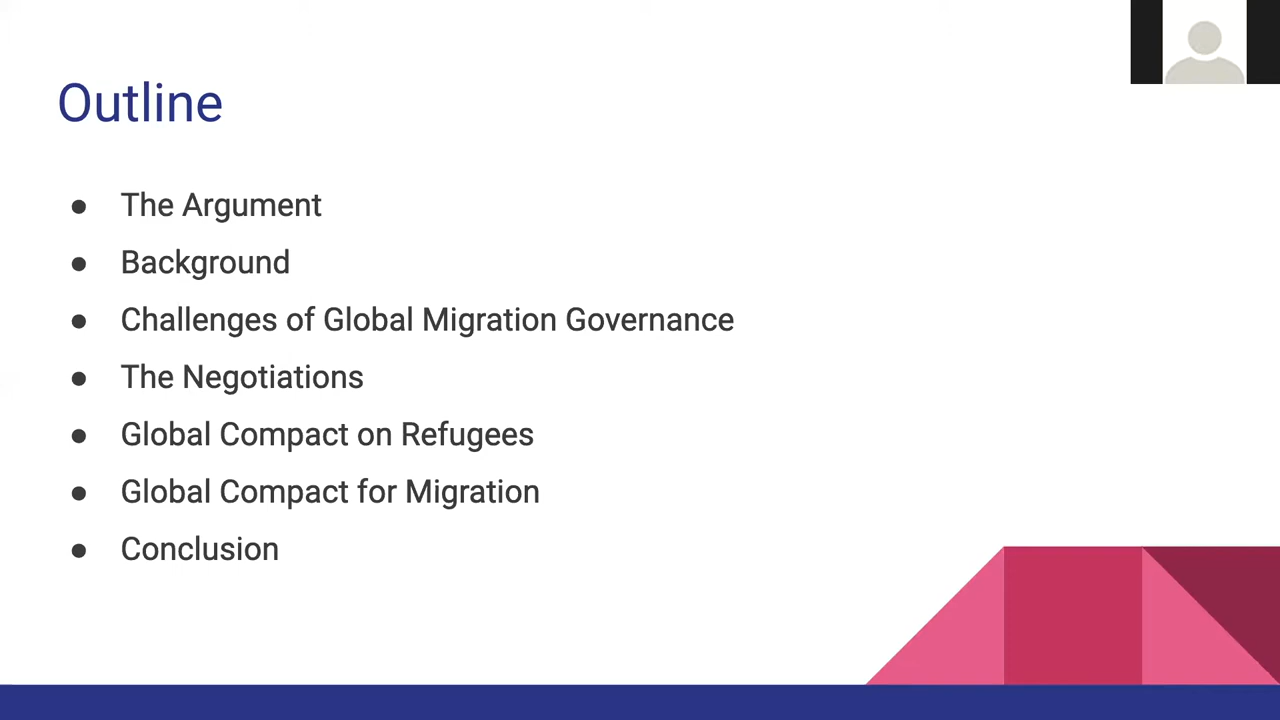 Outline
● The Argument
● Background
● Challenges of Global Migration Governance
● The Negotiations
● Global Compact on Refugees
● Global Compact for Migration
● Conclusion